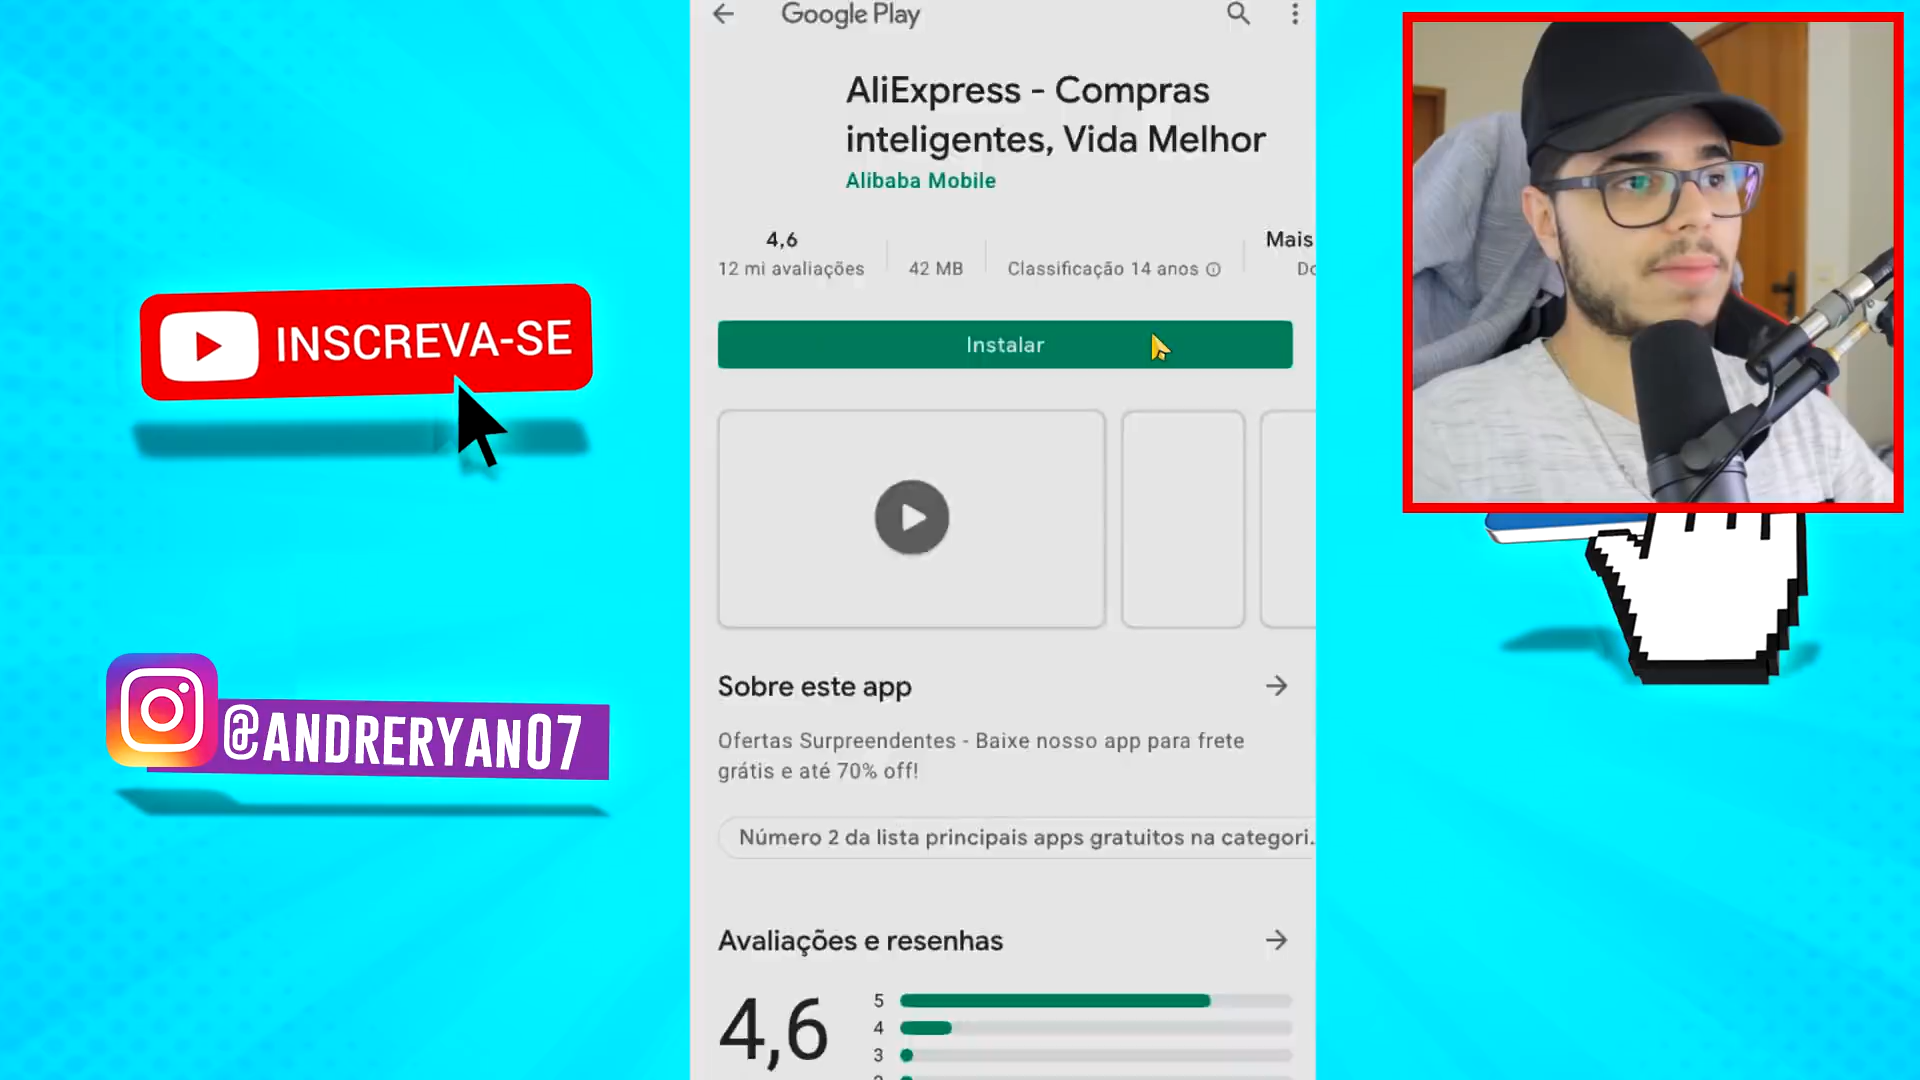 Google Play
AliExpress - Compras
inteligentes, Vida Melhor
Alibaba Mobile
4,6
12 mi avaliações
42 MB
Classificação 14 anos
Mais
Do
Instalar
INSCREVA-SE
Sobre este app
Ofertas Surpreendentes - Baixe nosso app para frete
grátis e até 70% off!
@ANDRERYAN07
Número 2 da lista principais apps gratuitos na categori...
Avaliações e resenhas
4,6
5
4
3